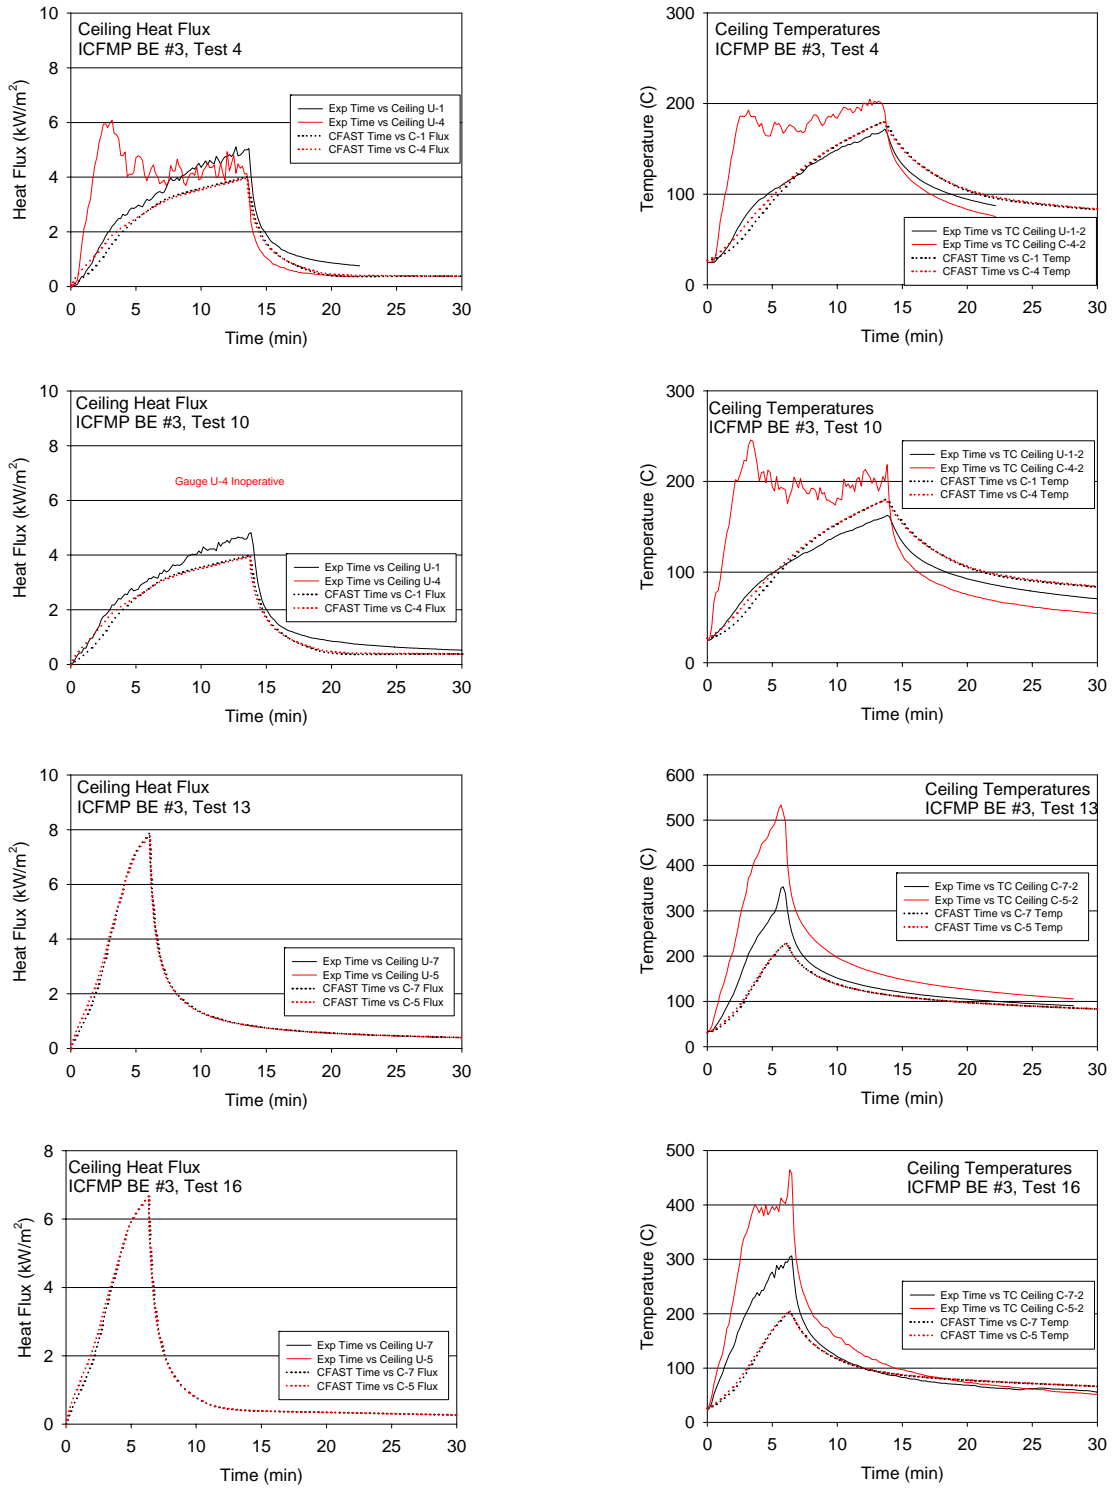 Ceiling Heat Flux
ICFMP BE #3, Test 4
Heat Flux (kW/m²)
10
8
6
4
2
0
Exp Time vs Ceiling U-1
Exp Time vs Ceiling U-4
CFAST Time vs C-1 Flux
CFAST Time vs C-4 Flux
0 5 10 15 20 25 30
Time (min)
Ceiling Temperatures
ICFMP BE #3, Test 4
Temperature (C)
300
200
100
0
Exp Time vs TC Ceiling U-1-2
Exp Time vs TC Ceiling C-4-2
CFAST Time vs C-1 Temp
CFAST Time vs C-4 Temp
0 5 10 15 20 25 30
Time (min)
Ceiling Heat Flux
ICFMP BE #3, Test 10
Heat Flux (kW/m²)
10
8
6
4
2
0
Gauge U-4 Inoperative
Exp Time vs Ceiling U-1
Exp Time vs Ceiling U-4
CFAST Time vs C-1 Flux
CFAST Time vs C-4 Flux
0 5 10 15 20 25 30
Time (min)
Ceiling Temperatures
ICFMP BE #3, Test 10
Temperature (C)
300
200
100
0
Exp Time vs TC Ceiling U-1-2
Exp Time vs TC Ceiling C-4-2
CFAST Time vs C-1 Temp
CFAST Time vs C-4 Temp
0 5 10 15 20 25 30
Time (min)
Ceiling Heat Flux
ICFMP BE #3, Test 13
Heat Flux (kW/m²)
10
8
6
4
2
0
Exp Time vs Ceiling U-7
Exp Time vs Ceiling U-5
CFAST Time vs C-7 Flux
CFAST Time vs C-5 Flux
0 5 10 15 20 25 30
Time (min)
Ceiling Temperatures
ICFMP BE #3, Test 13
Temperature (C)
600
500
400
300
200
100
0
Exp Time vs TC Ceiling C-7-2
Exp Time vs TC Ceiling C-5-2
CFAST Time vs C-7 Temp
CFAST Time vs C-5 Temp
0 5 10 15 20 25 30
Time (min)
Ceiling Heat Flux
ICFMP BE #3, Test 16
Heat Flux (kW/m²)
8
6
4
2
0
Exp Time vs Ceiling U-7
Exp Time vs Ceiling U-5
CFAST Time vs C-7 Flux
CFAST Time vs C-5 Flux
0 5 10 15 20 25 30
Time (min)
Ceiling Temperatures
ICFMP BE #3, Test 16
Temperature (C)
500
400
300
200
100
0
Exp Time vs TC Ceiling C-7-2
Exp Time vs TC Ceiling C-5-2
CFAST Time vs C-7 Temp
CFAST Time vs C-5 Temp
0 5 10 15 20 25 30
Time (min)